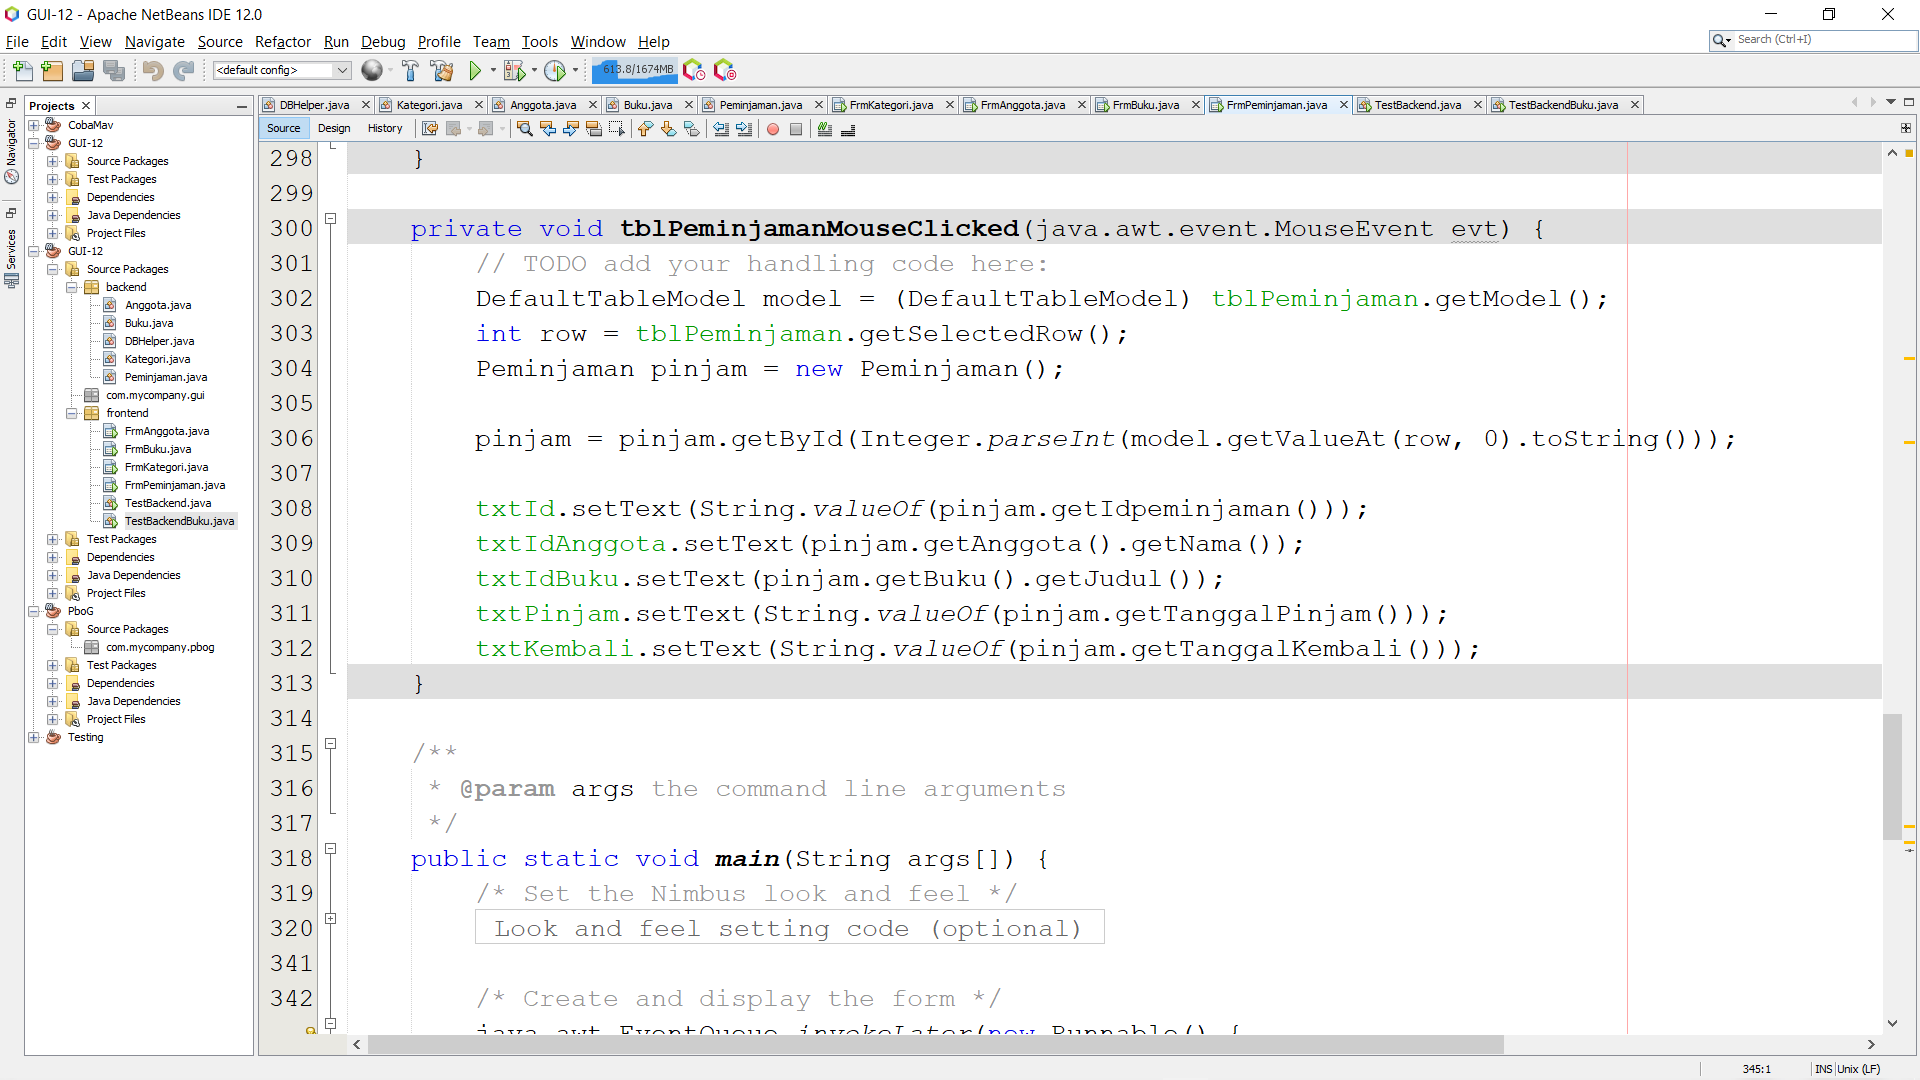 GUI-12 - Apache NetBeans IDE 12.0
File Edit View Navigate Source Refactor Run Debug Profile Team Tools Window Help
Search (Ctrl+I)
<default config>
613.8/1674MB
Navigator
Services
Projects
CobaMav
GUI-12
Source Packages
Test Packages
Dependencies
Java Dependencies
Project Files
GUI-12
Source Packages
backend
Anggota.java
Buku.java
DBHelper.java
Kategori.java
Peminjaman.java
com.mycompany.gui
frontend
FrmAnggota.java
FrmBuku.java
FrmKategori.java
FrmPeminjaman.java
TestBackend.java
TestBackendBuku.java
Test Packages
Dependencies
Java Dependencies
Project Files
PboG
Source Packages
com.mycompany.pbog
Test Packages
Dependencies
Java Dependencies
Project Files
Testing
DBHelper.java Kategori.java Anggota.java Buku.java Peminjaman.java FrmKategori.java FrmAnggota.java FrmBuku.java FrmPeminjaman.java TestBackend.java TestBackendBuku.java
Source Design History
298 }
299
300 private void tblPeminjamanMouseClicked(java.awt.event.MouseEvent evt) {
301 // TODO add your handling code here:
302 DefaultTableModel model = (DefaultTableModel) tblPeminjaman.getModel();
303 int row = tblPeminjaman.getSelectedRow();
304 Peminjaman pinjam = new Peminjaman();
305
306 pinjam = pinjam.getById(Integer.parseInt(model.getValueAt(row, 0).toString()));
307
308 txtId.setText(String.valueOf(pinjam.getIdpeminjaman()));
309 txtIdAnggota.setText(pinjam.getAnggota().getNama());
310 txtIdBuku.setText(pinjam.getBuku().getJudul());
311 txtPinjam.setText(String.valueOf(pinjam.getTanggalPinjam()));
312 txtKembali.setText(String.valueOf(pinjam.getTanggalKembali()));
313 }
314
315 /**
316 * @param args the command line arguments
317 */
318 public static void main(String args[]) {
319 /* Set the Nimbus look and feel */
320 Look and feel setting code (optional)
341
342 /* Create and display the form */
java.awt.EventQueue.invokeLater(new Runnable() {
345:1 INS Unix (LF)